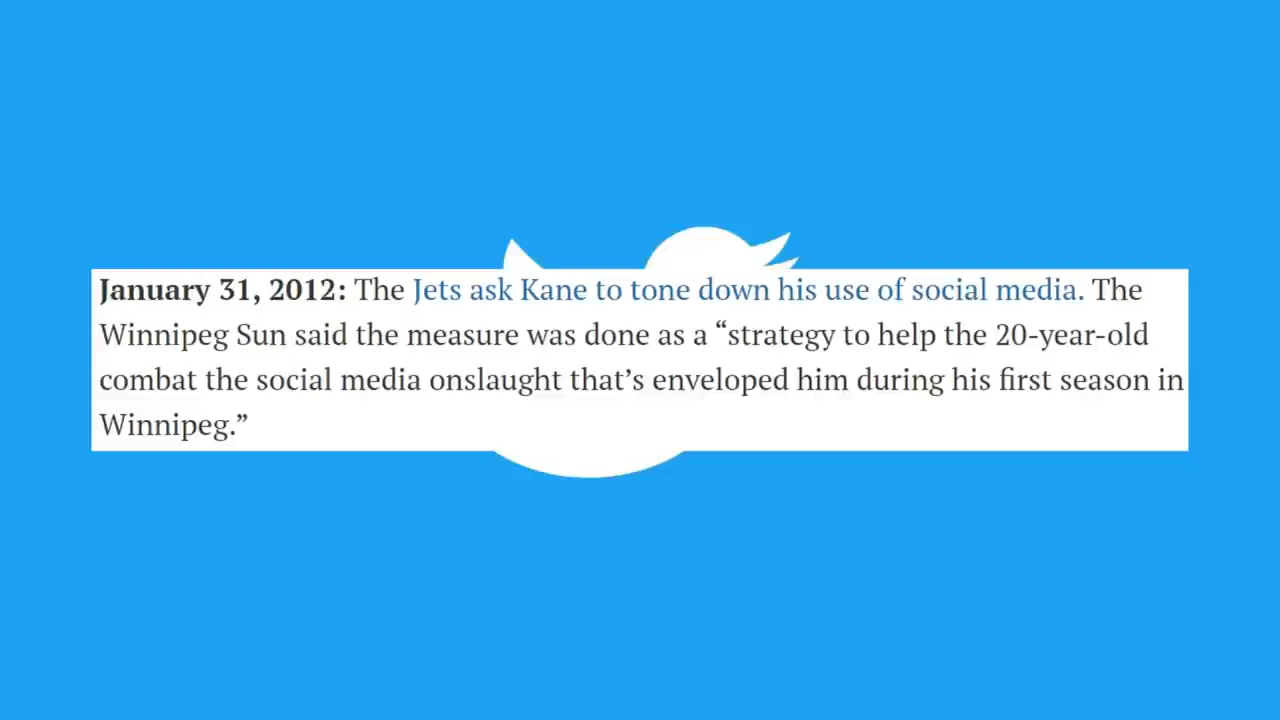 January 31, 2012: The Jets ask Kane to tone down his use of social media. The
Winnipeg Sun said the measure was done as a “strategy to help the 20-year-old
combat the social media onslaught that’s enveloped him during his first season in
Winnipeg.”